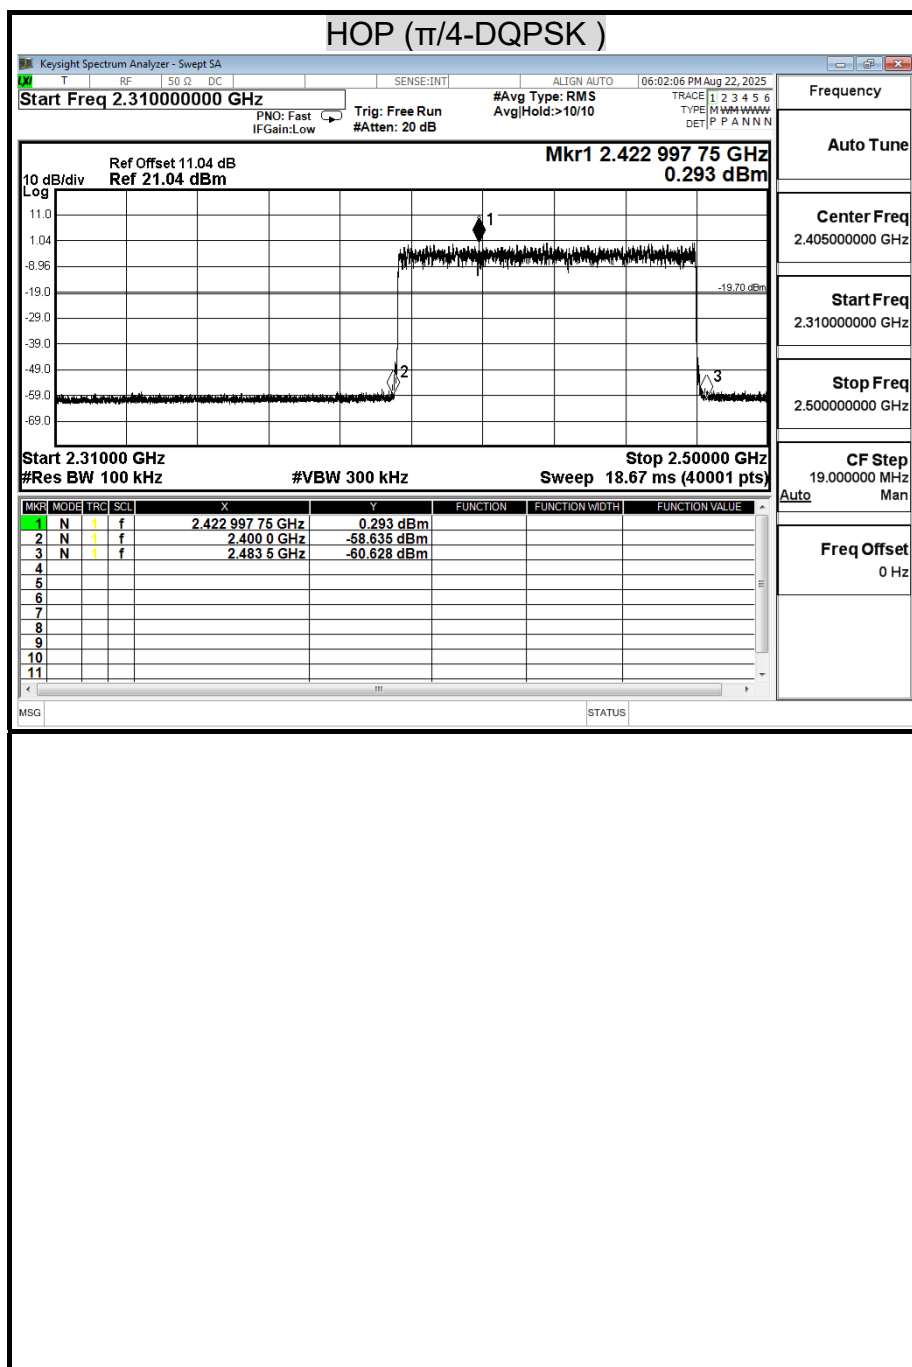 HOP (π/4-DQPSK )
Keysight Spectrum Analyzer - Swept SA
LXI T RF 50 Ω DC SENSE:INT ALIGN AUTO 06:02:06 PM Aug 22, 2025
Start Freq 2.310000000 GHz
PNO: Fast
IFGain:Low
Trig: Free Run
#Atten: 20 dB
#Avg Type: RMS
Avg|Hold:>10/10
TRACE 1 2 3 4 5 6
TYPE M WM WWWW
DET P P A N N N
Ref Offset 11.04 dB
10 dB/div Ref 21.04 dBm
Log
Mkr1 2.422 997 75 GHz
0.293 dBm
11.0
1.04
-8.96
-19.0
-29.0
-39.0
-49.0
-59.0
-69.0
1
-19.70 dBm
2
3
Start 2.31000 GHz Stop 2.50000 GHz
#Res BW 100 kHz #VBW 300 kHz Sweep 18.67 ms (40001 pts)
MKR MODE TRC SCL X Y FUNCTION FUNCTION WIDTH FUNCTION VALUE
1 N 1 f 2.422 997 75 GHz 0.293 dBm
2 N 1 f 2.400 0 GHz -58.635 dBm
3 N 1 f 2.483 5 GHz -60.628 dBm
4
5
6
7
8
9
10
11
MSG STATUS
Frequency
Auto Tune
Center Freq
2.405000000 GHz
Start Freq
2.310000000 GHz
Stop Freq
2.500000000 GHz
CF Step
19.000000 MHz
Auto Man
Freq Offset
0 Hz